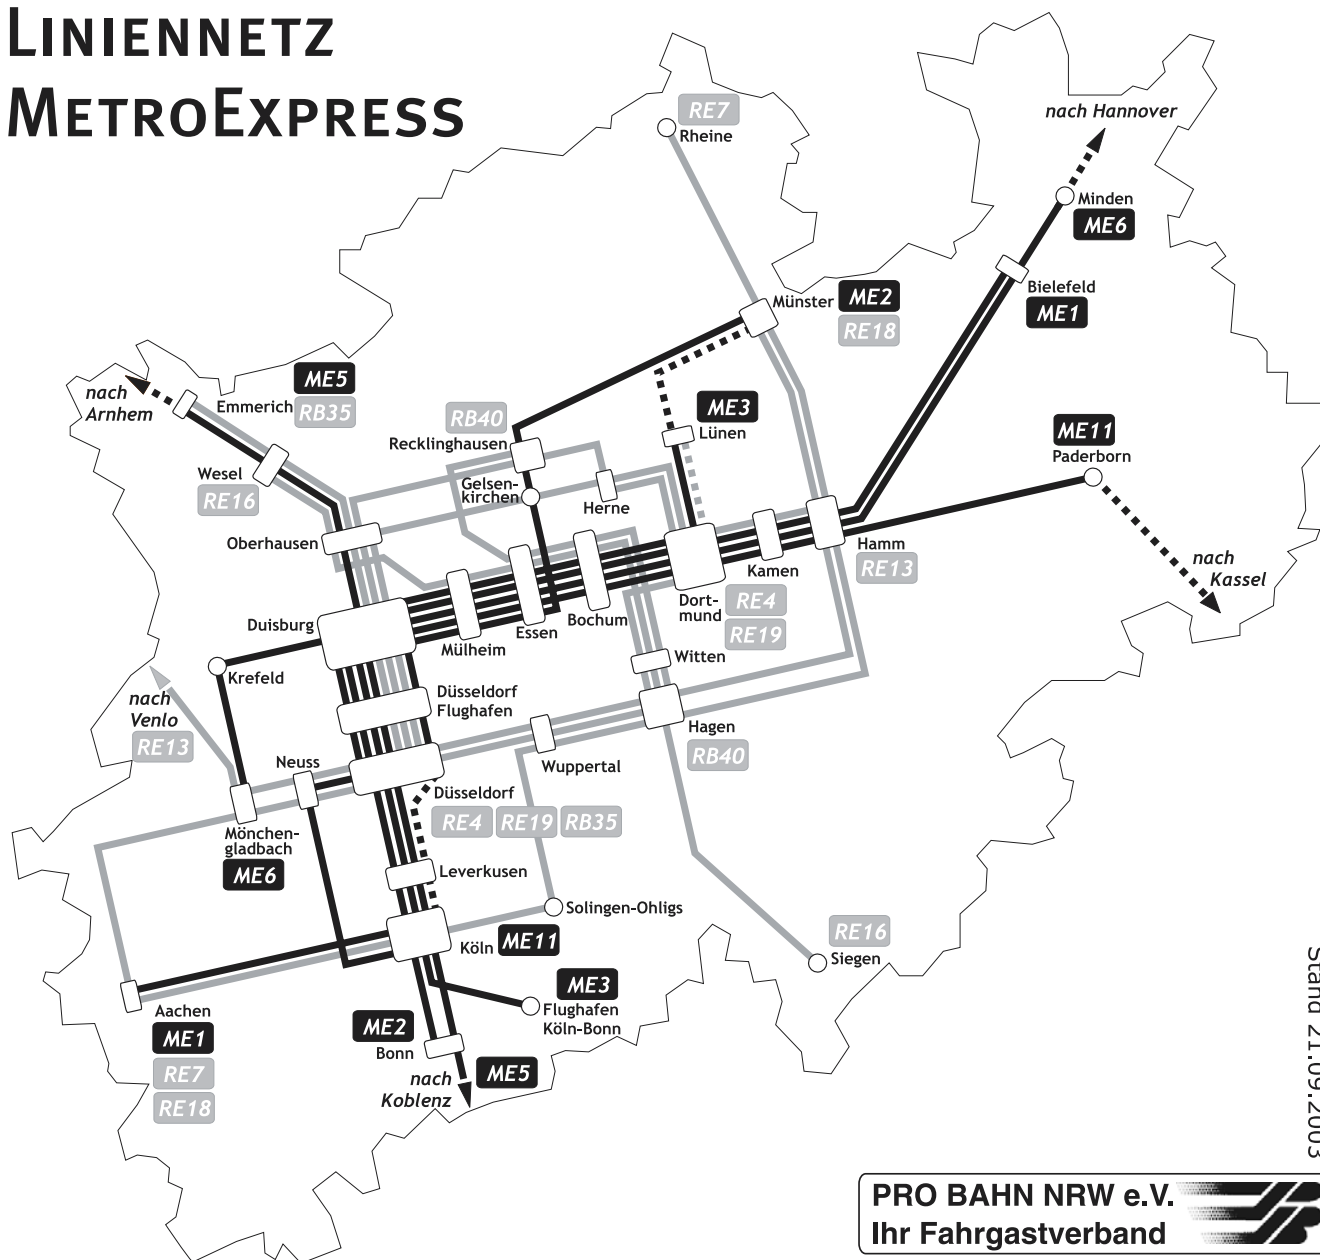 LINIENNETZ
METROEXPRESS
RE7
Rheine
nach Hannover
Minden
ME6
Bielefeld
ME1
Münster
ME2
RE18
nach
Arnhem
Emmerich
ME5
RB35
Wesel
RE16
RB40
Recklinghausen
Gelsen-
kirchen
Herne
ME3
Lünen
ME11
Paderborn
nach
Kassel
Oberhausen
Hamm
RE13
Kamen
Dort-
mund
RE4
RE19
Bochum
Essen
Mülheim
Duisburg
Krefeld
Witten
Hagen
RB40
nach
Venlo
RE13
Düsseldorf
Flughafen
Neuss
Wuppertal
Düsseldorf
RE4
RE19
RB35
Mönchen-
gladbach
ME6
Leverkusen
Solingen-Ohligs
Köln
ME11
RE16
Siegen
Aachen
ME1
RE7
RE18
ME3
Flughafen
Köln-Bonn
ME2
Bonn
nach
Koblenz
ME5
Stand 21.09.2003
PRO BAHN NRW e.V.
Ihr Fahrgastverband